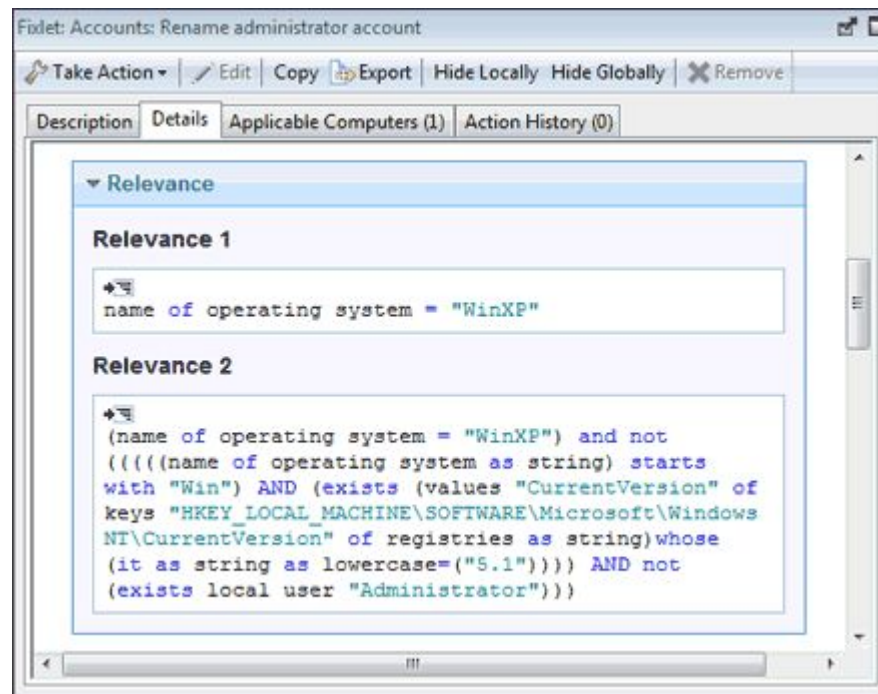 Fixlet: Accounts: Rename administrator account
Take Action Edit Copy Export Hide Locally Hide Globally Remove
Description Details Applicable Computers (1) Action History (0)
Relevance
Relevance 1
name of operating system = "WinXP"
Relevance 2
(name of operating system = "WinXP") and not
(((((name of operating system as string) starts
with "Win") AND (exists (values "CurrentVersion" of
keys "HKEY_LOCAL_MACHINE\SOFTWARE\Microsoft\Windows
NT\CurrentVersion" of registries as string)whose
(it as string as lowercase=("5.1")))) AND not
(exists local user "Administrator")))